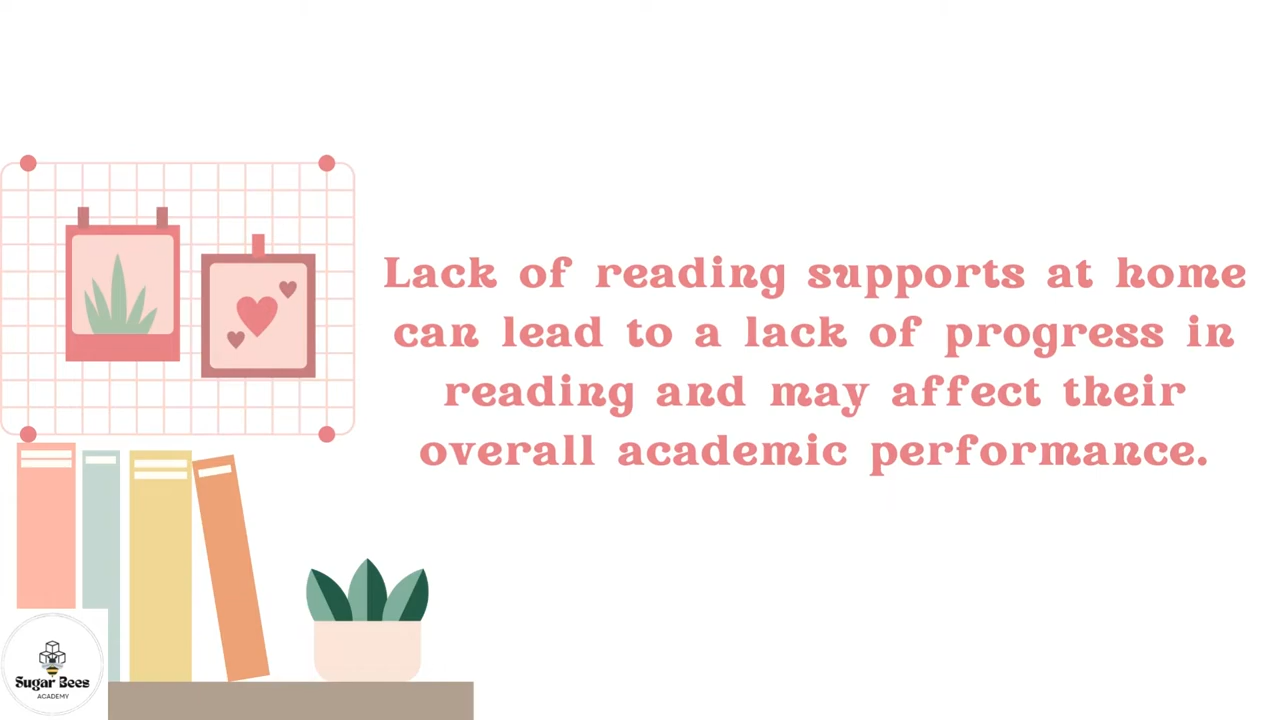 Lack of reading supports at home
can lead to a lack of progress in
reading and may affect their
overall academic performance.
Sugar Bees
ACADEMY